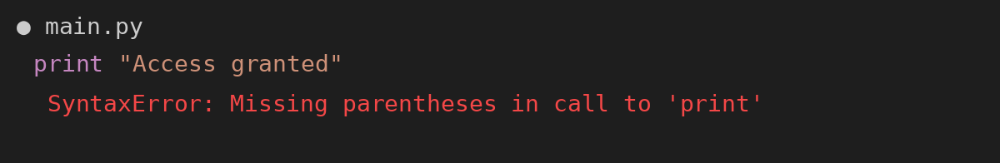 ● main.py
print "Access granted"
SyntaxError: Missing parentheses in call to 'print'